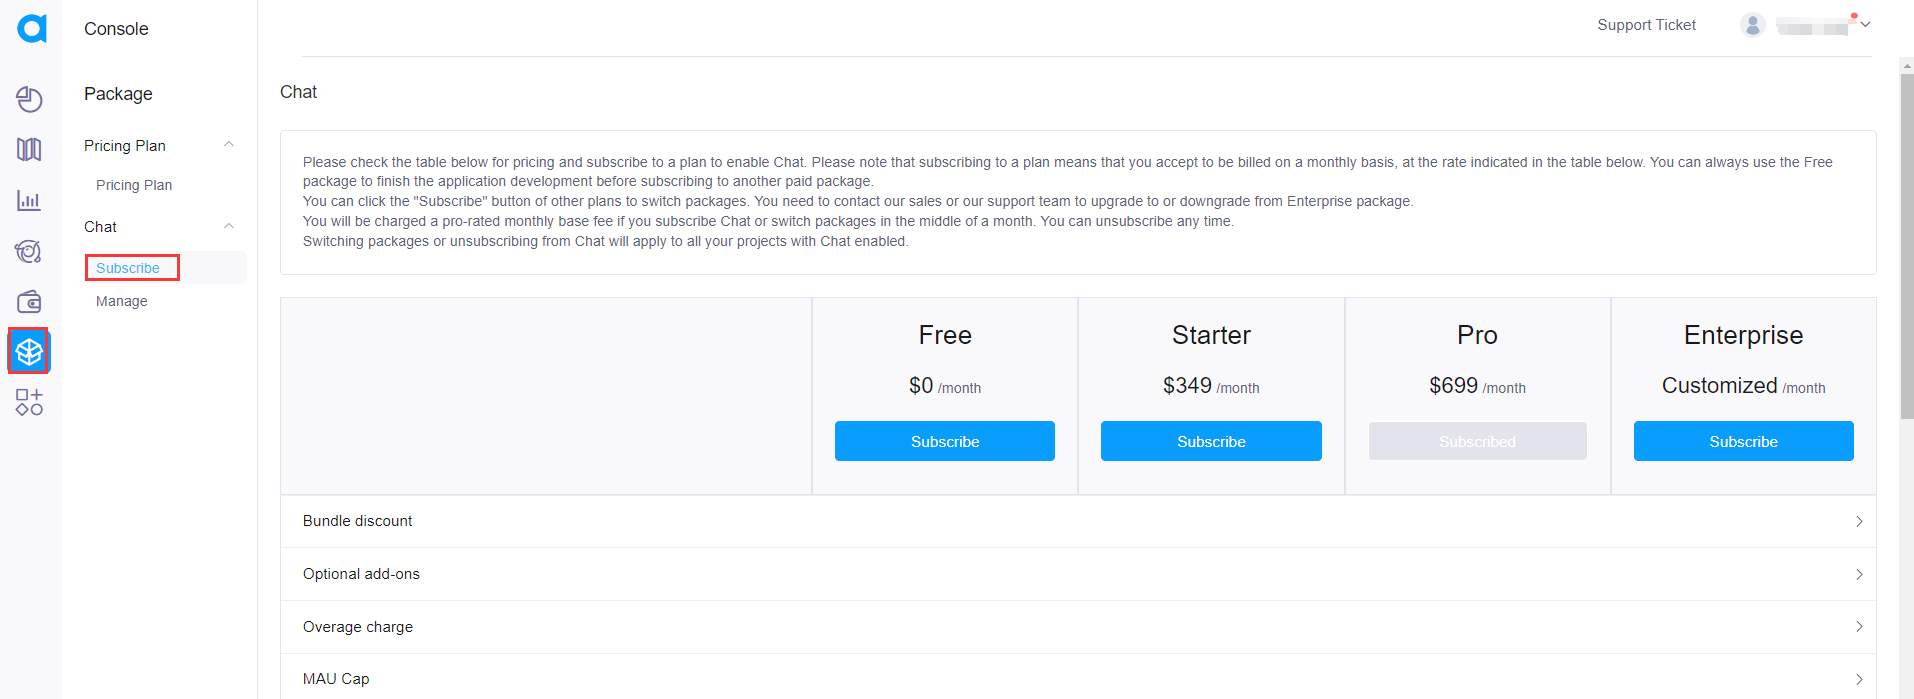 Console
Support Ticket
Package
Pricing Plan
Pricing Plan
Chat
Subscribe
Manage
Chat
Please check the table below for pricing and subscribe to a plan to enable Chat. Please note that subscribing to a plan means that you accept to be billed on a monthly basis, at the rate indicated in the table below. You can always use the Free
package to finish the application development before subscribing to another paid package.
You can click the "Subscribe" button of other plans to switch packages. You need to contact our sales or our support team to upgrade to or downgrade from Enterprise package.
You will be charged a pro-rated monthly base fee if you subscribe Chat or switch packages in the middle of a month. You can unsubscribe any time.
Switching packages or unsubscribing from Chat will apply to all your projects with Chat enabled.
Free Starter Pro Enterprise
$0 /month $349 /month $699 /month Customized /month
Subscribe Subscribe Subscribed Subscribe
Bundle discount
Optional add-ons
Overage charge
MAU Cap